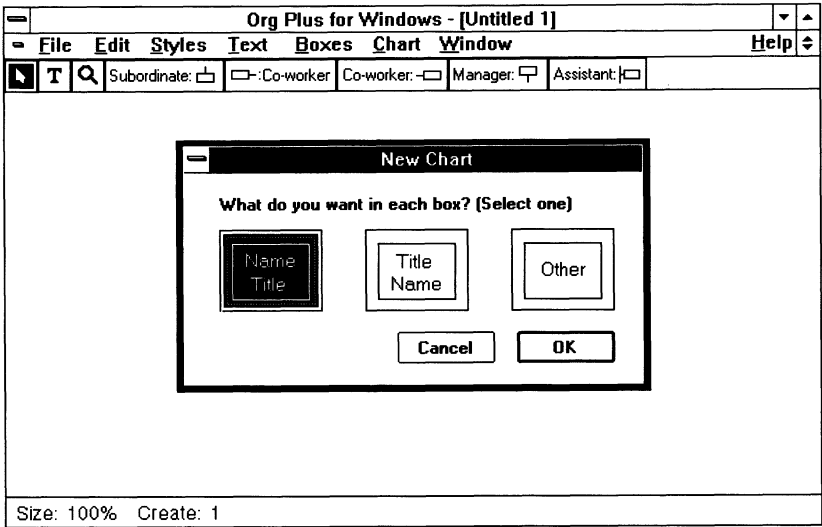 Org Plus for Windows - [Untitled 1]
File Edit Styles Text Boxes Chart Window Help
T Subordinate: :Co-worker Co-worker: Manager: Assistant:
New Chart
What do you want in each box? (Select one)
Name Title Other
Title Name
Cancel OK
Size: 100% Create: 1